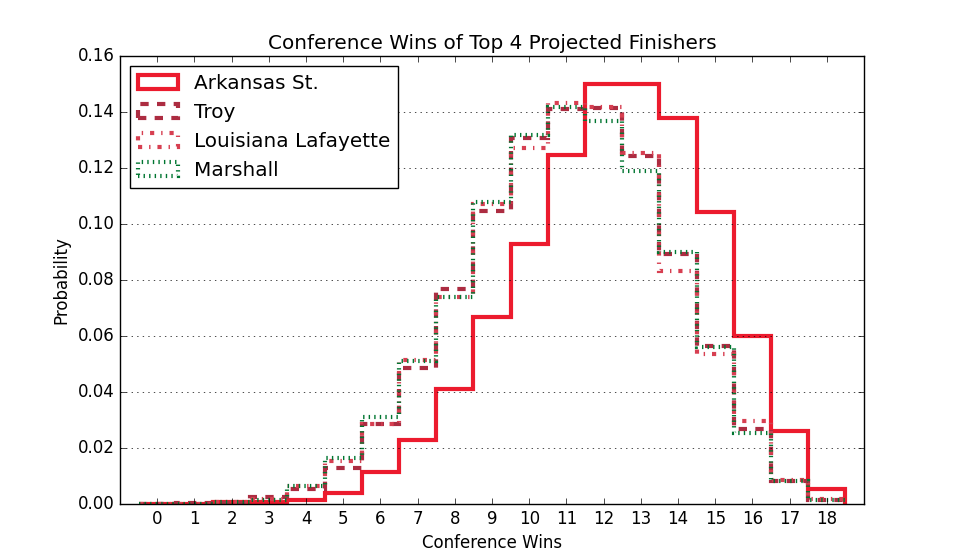 Conference Wins of Top 4 Projected Finishers
0.16
0.14
0.12
0.10
0.08
0.06
0.04
0.02
0.00
Probability
Arkansas St.
Troy
Louisiana Lafayette
Marshall
0 1 2 3 4 5 6 7 8 9 10 11 12 13 14 15 16 17 18
Conference Wins